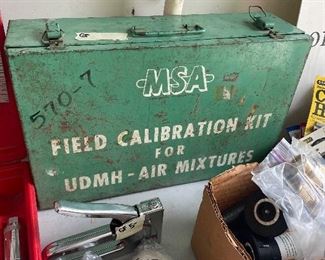 MSA
570-7
FIELD CALIBRATION KIT
FOR
UDMH-AIR MIXTURES